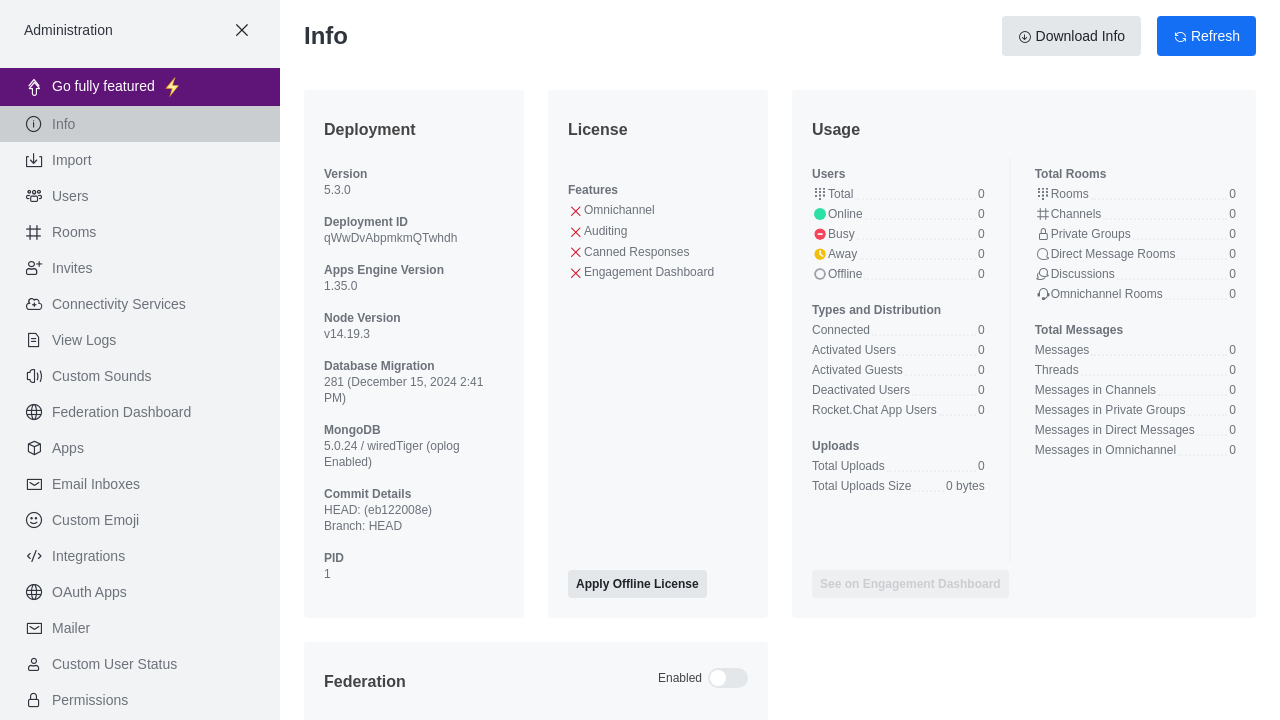 Administration
Go fully featured ⚡
Info
Import
Users
Rooms
Invites
Connectivity Services
View Logs
Custom Sounds
Federation Dashboard
Apps
Email Inboxes
Custom Emoji
Integrations
OAuth Apps
Mailer
Custom User Status
Permissions
Info
Download Info
Refresh
Deployment
Version
5.3.0
Deployment ID
qWwDvAbpmkmQTwhdh
Apps Engine Version
1.35.0
Node Version
v14.19.3
Database Migration
281 (December 15, 2024 2:41
PM)
MongoDB
5.0.24 / wiredTiger (oplog
Enabled)
Commit Details
HEAD: (eb122008e)
Branch: HEAD
PID
1
License
Features
Omnichannel
Auditing
Canned Responses
Engagement Dashboard
Apply Offline License
Usage
Users
Total 0
Online 0
Busy 0
Away 0
Offline 0
Types and Distribution
Connected 0
Activated Users 0
Activated Guests 0
Deactivated Users 0
Rocket.Chat App Users 0
Uploads
Total Uploads 0
Total Uploads Size 0 bytes
Total Rooms
Rooms 0
Channels 0
Private Groups 0
Direct Message Rooms 0
Discussions 0
Omnichannel Rooms 0
Total Messages
Messages 0
Threads 0
Messages in Channels 0
Messages in Private Groups 0
Messages in Direct Messages 0
Messages in Omnichannel 0
See on Engagement Dashboard
Federation
Enabled